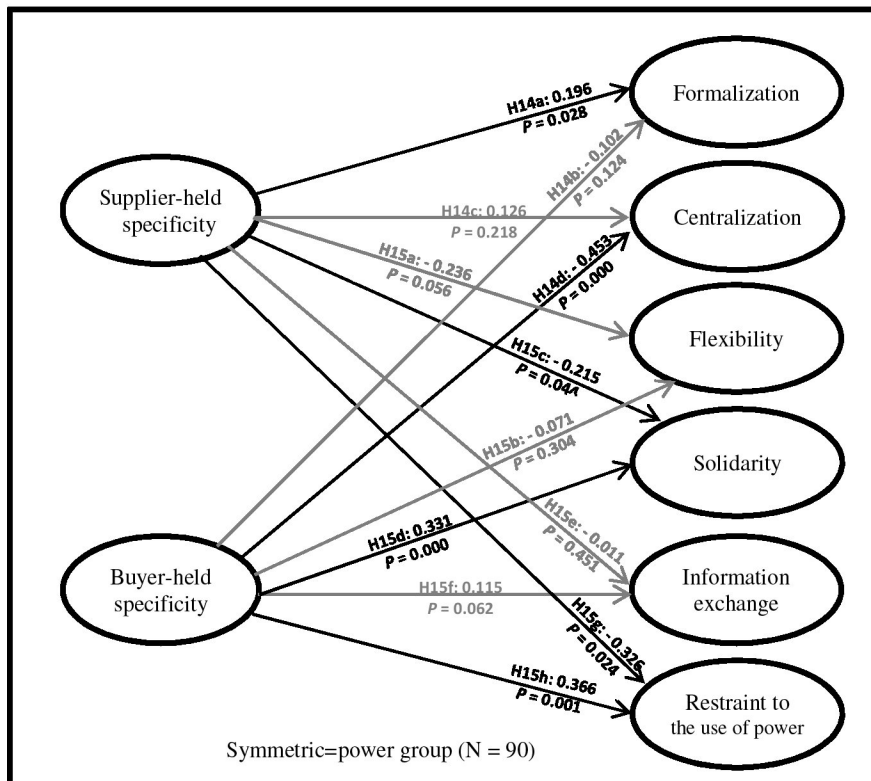 Formalization
H14a: 0.196
P = 0.028
H14b: - 0.102
P = 0.124
Supplier-held
specificity
H14c: 0.126
P = 0.218
Centralization
H15a: - 0.236
P = 0.056
H14d: - 0.453
P = 0.000
Flexibility
H15c: - 0.215
P = 0.044
H15b: - 0.071
P = 0.304
Solidarity
H15d: 0.331
P = 0.000
H15e: - 0.011
P = 0.451
Buyer-held
specificity
H15f: 0.115
P = 0.062
Information
exchange
H15g: - 0.326
P = 0.024
H15h: 0.366
P = 0.001
Restraint to
the use of power
Symmetric=power group (N = 90)